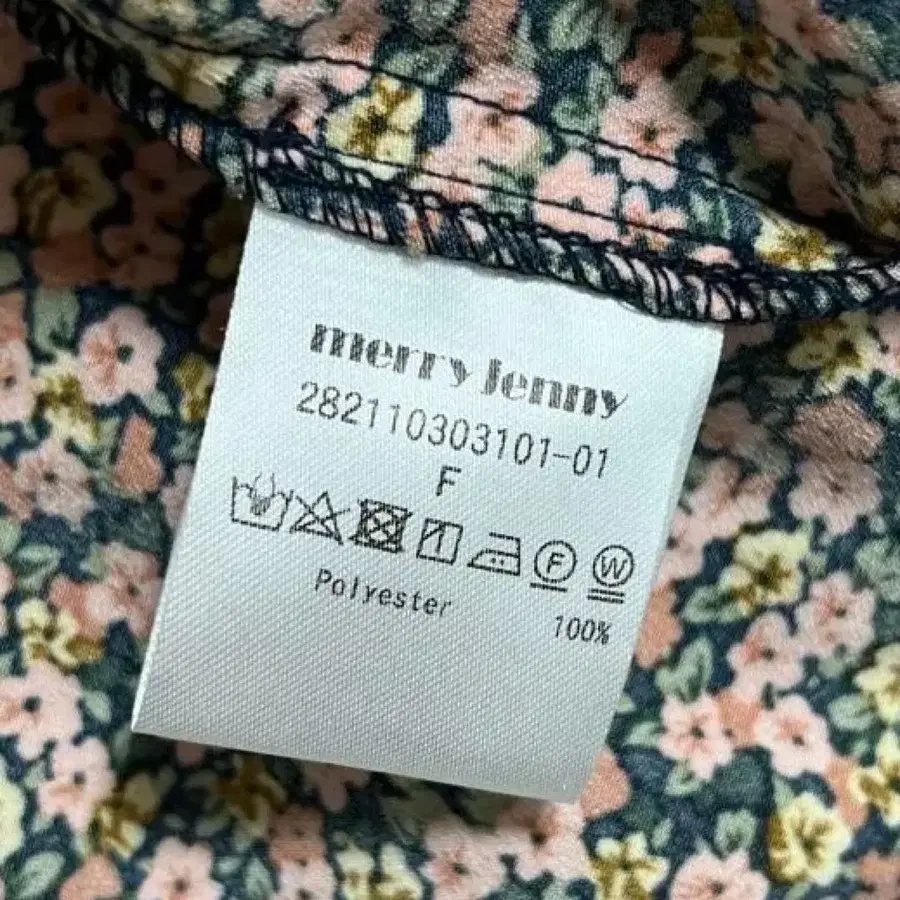 merry jenny
282110303101-01
F
F W
Polyester
100%